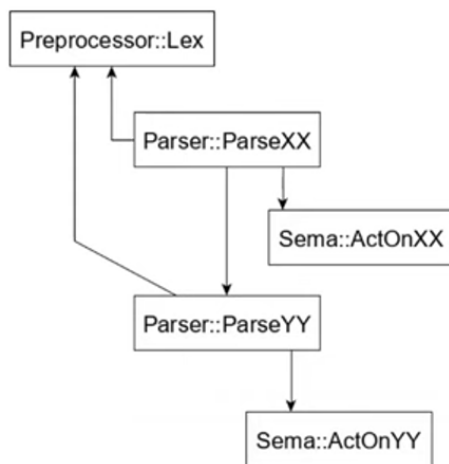 Preprocessor::Lex
Parser::ParseXX
Sema::ActOnXX
Parser::ParseYY
Sema::ActOnYY